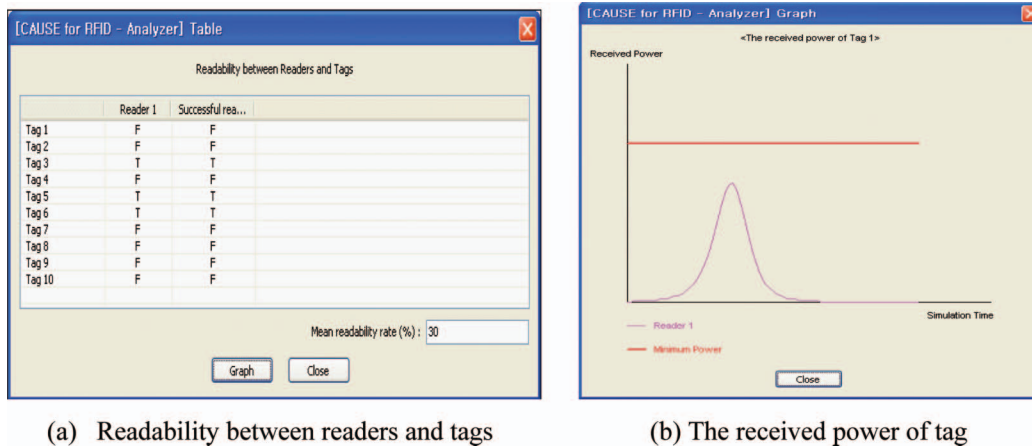 [CAUSE for RFID - Analyzer] Table
Readability between Readers and Tags
Reader 1 Successful rea...
Tag 1 F F
Tag 2 F F
Tag 3 T T
Tag 4 F F
Tag 5 T T
Tag 6 T T
Tag 7 F F
Tag 8 F F
Tag 9 F F
Tag 10 F F
Mean readability rate (%) : 30
Graph Close
(a) Readability between readers and tags
[CAUSE for RFID - Analyzer] Graph
<The received power of Tag 1>
Received Power
Simulation Time
Reader 1
Minimum Power
Close
(b) The received power of tag